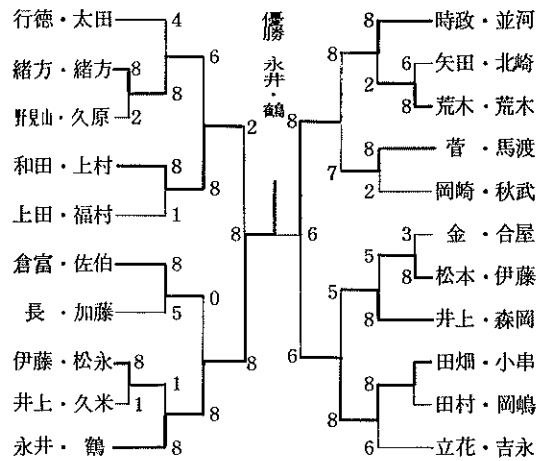 行徳・太田 4
緒方・緒方 8
野見山・久原 2
8
6
和田・上村 8
上田・福村 1
8
2
倉富・佐伯 8
長・加藤 5
0
伊藤・松永 8
井上・久米 1
1
永井・鶴 8
8
8
8
優勝 永井・鶴
6
時政・並河 8
矢田・北崎 6
荒木・荒木 8
2
8
菅・馬渡 8
岡崎・秋武 2
7
8
金・合屋 3
松本・伊藤 8
5
井上・森岡 8
5
田畑・小串 8
田村・岡嶋
立花・吉永 6
8
6